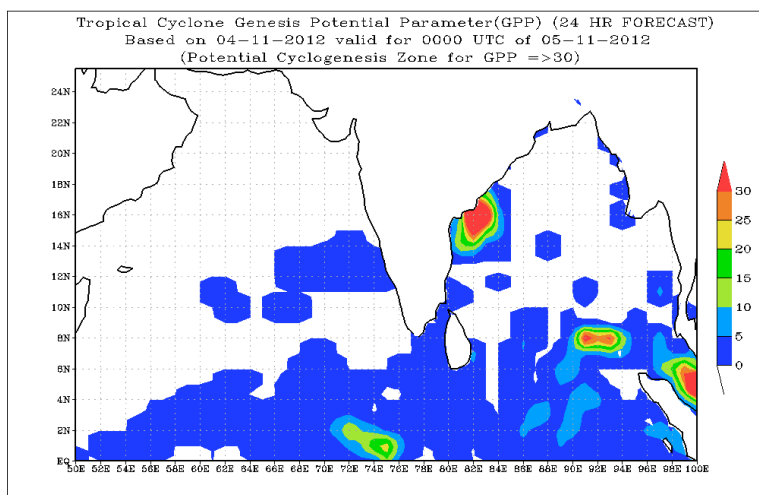 Tropical Cyclone Genesis Potential Parameter(GPP) (24 HR FORECAST)
Based on 04-11-2012 valid for 0000 UTC of 05-11-2012
(Potential Cyclogenesis Zone for GPP =>30)
24N
22N
20N
18N
16N
14N
12N
10N
8N
6N
4N
2N
EQ
50E 52E 54E 56E 58E 60E 62E 64E 66E 68E 70E 72E 74E 76E 78E 80E 82E 84E 86E 88E 90E 92E 94E 96E 98E 100E
30
25
20
15
10
5
0